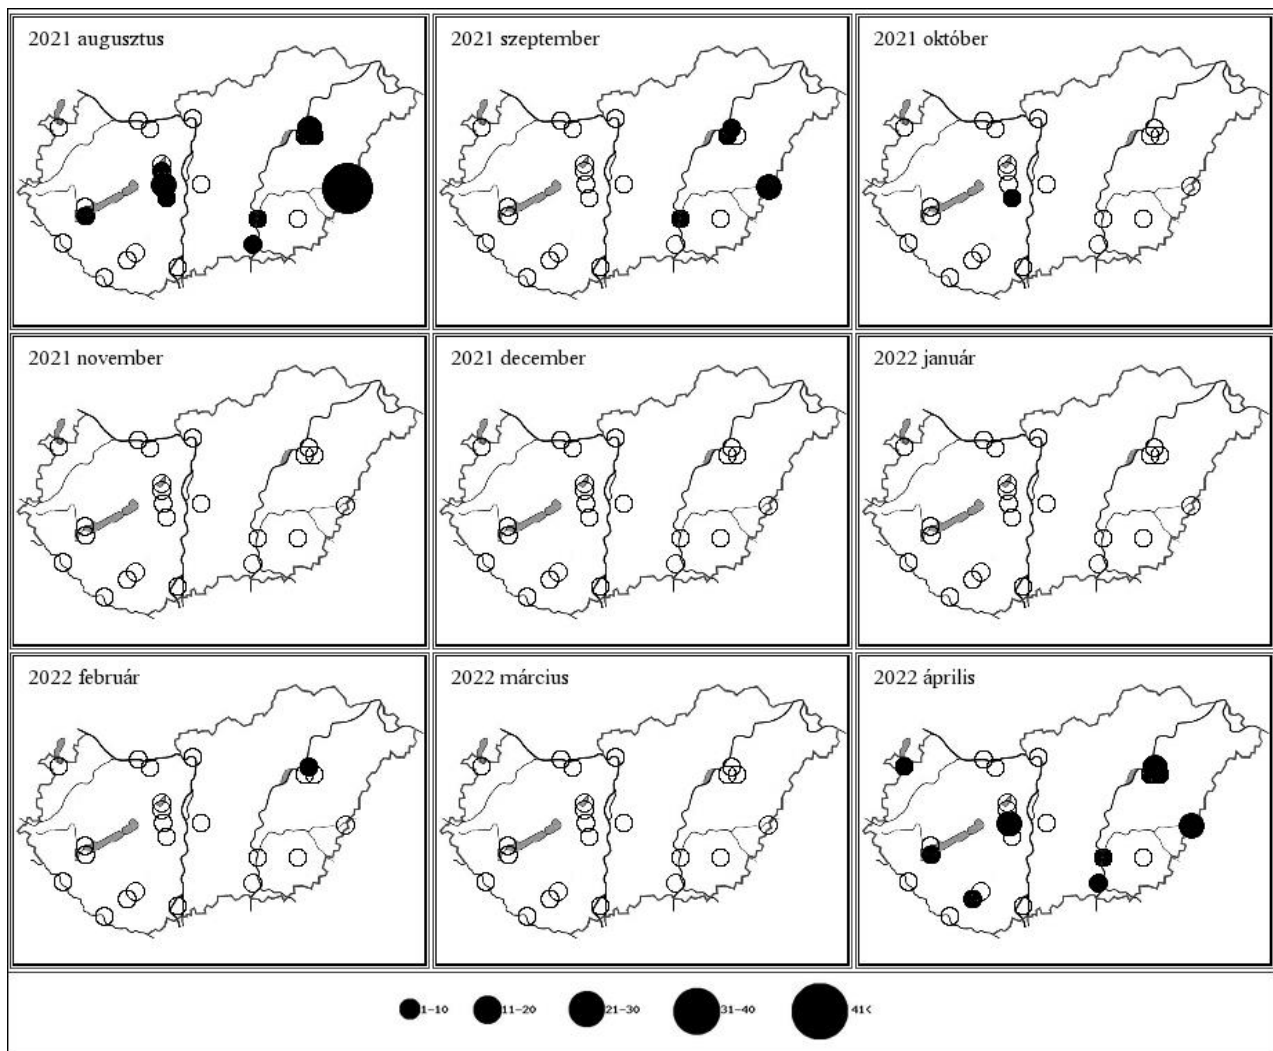 2021 augusztus
2021 szeptember
2021 október
2021 november
2021 december
2022 január
2022 február
2022 március
2022 április
1-10 11-20 21-30 31-40 41<